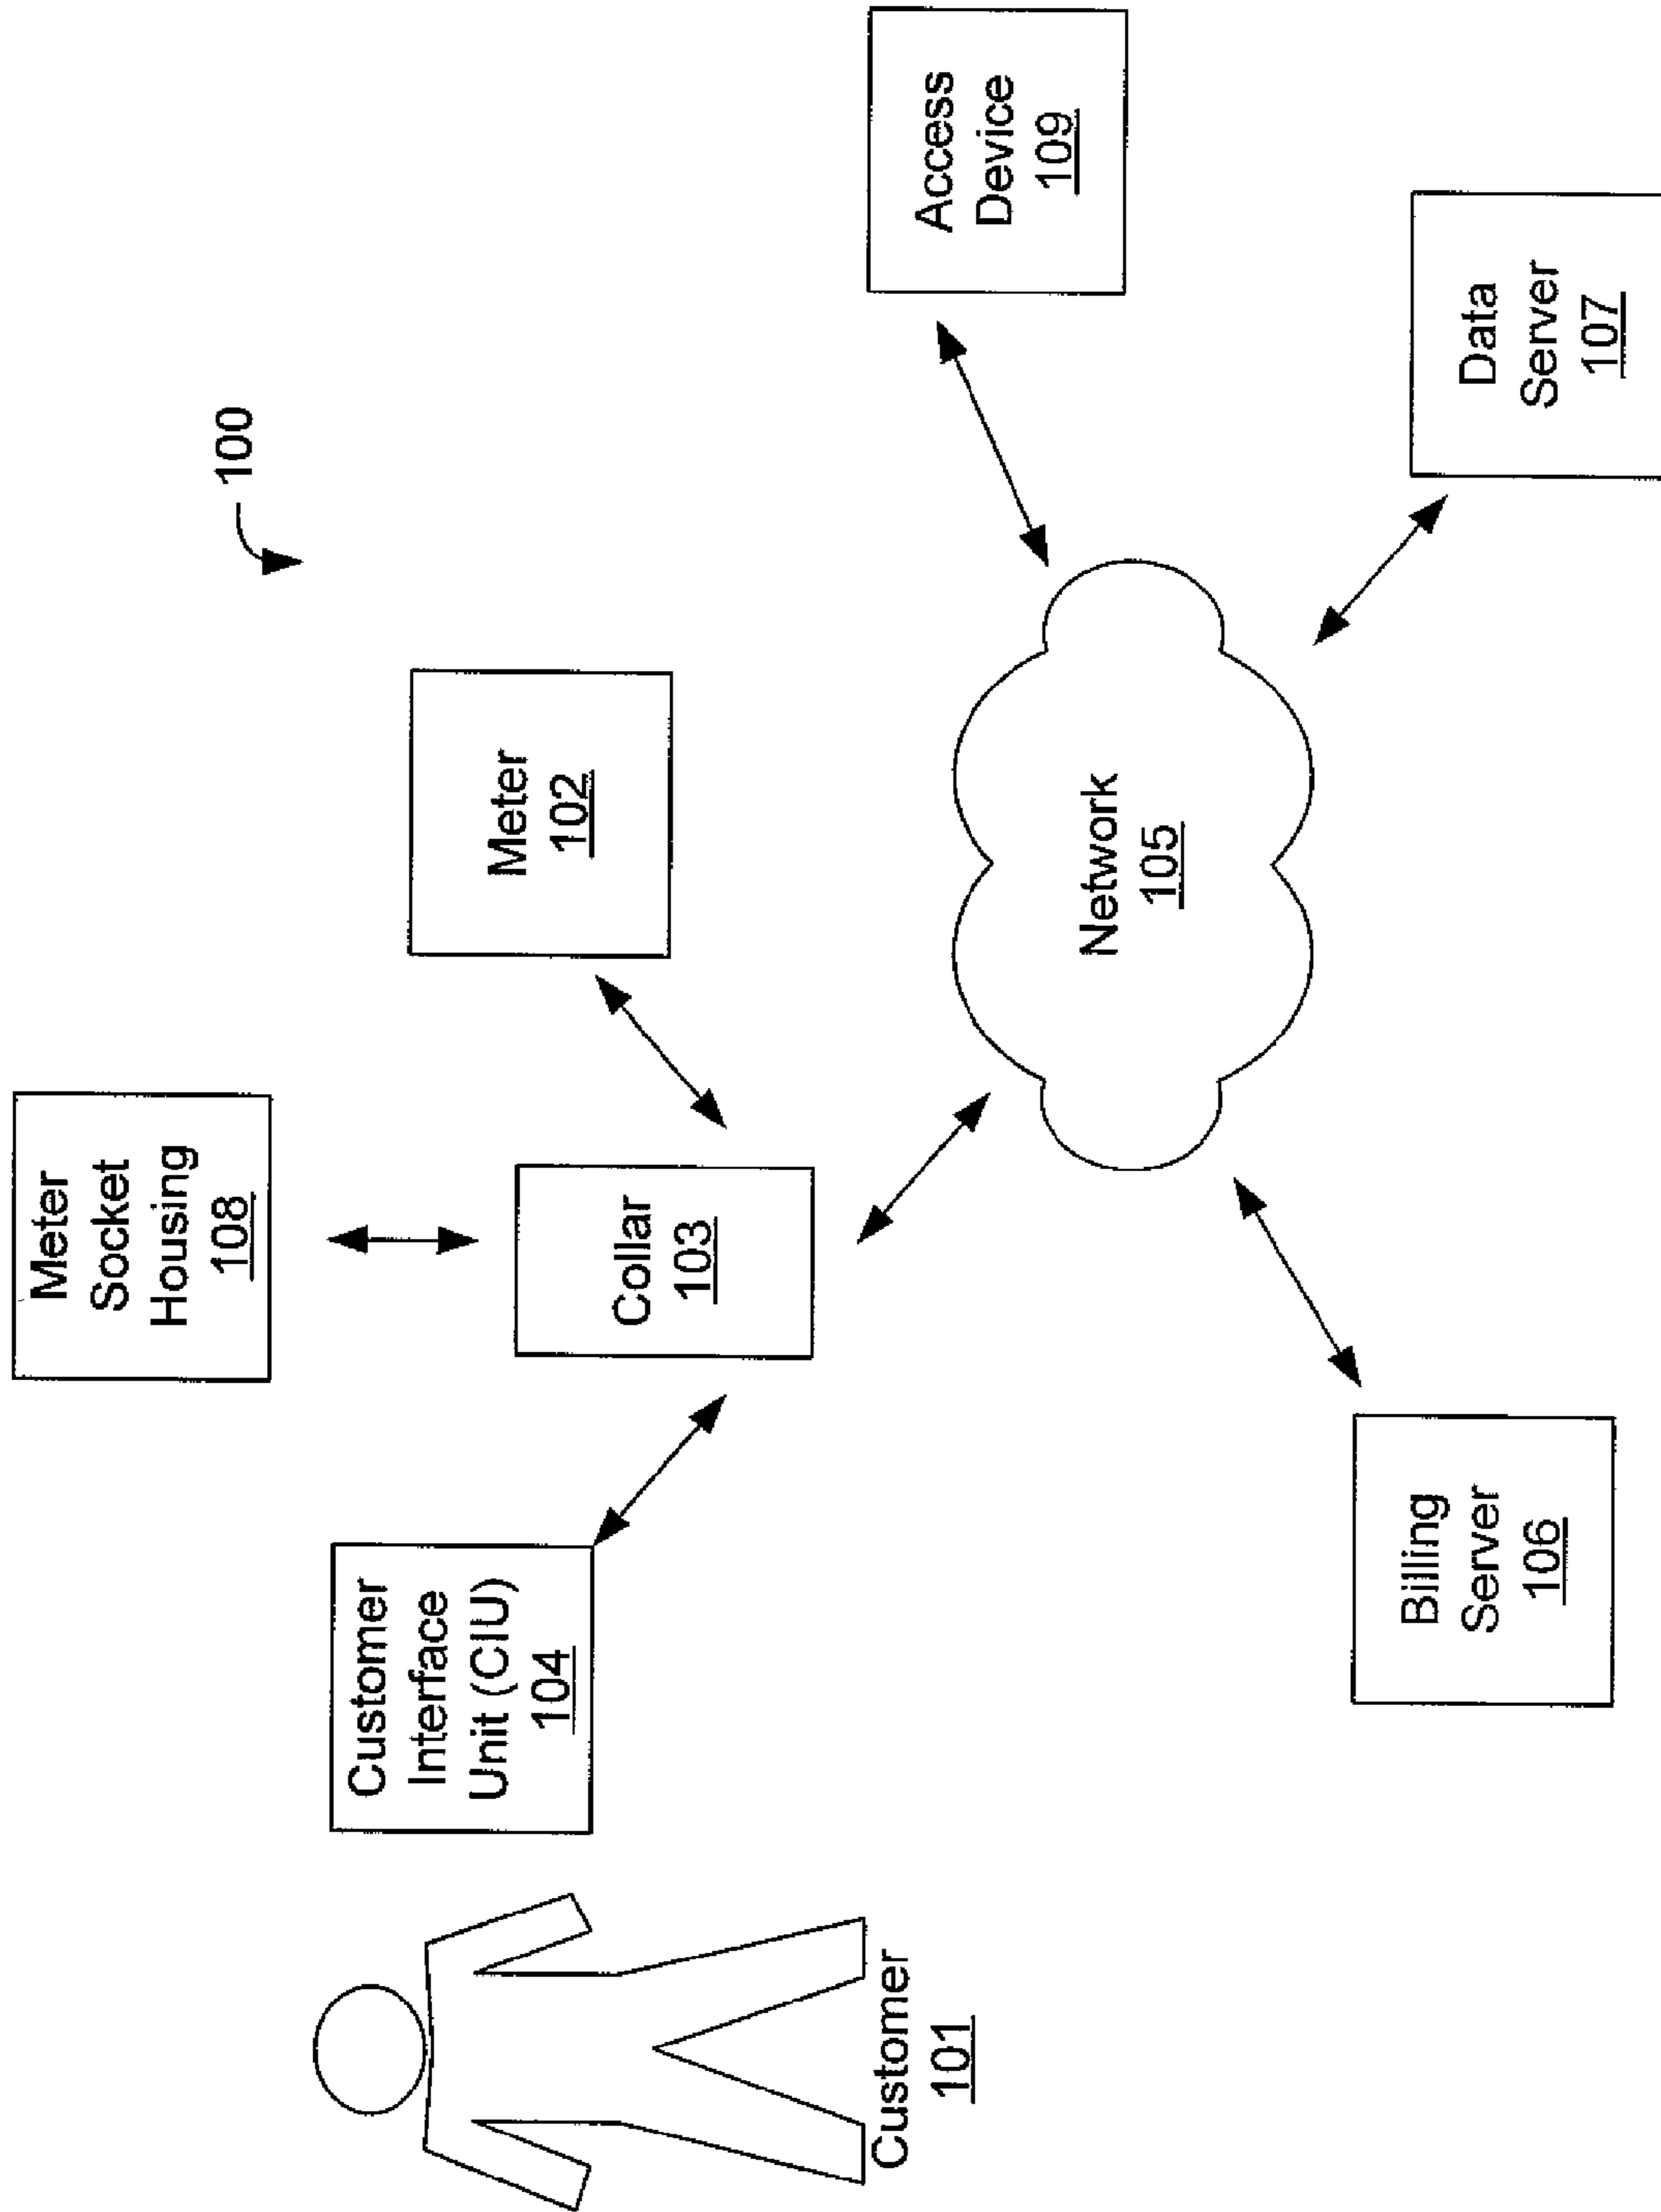 100
Meter
Socket
Housing
108
Customer
Interface
Unit (CIU)
104
Meter
102
Collar
103
Customer
101
Network
105
Access
Device
109
Billing
Server
106
Data
Server
107